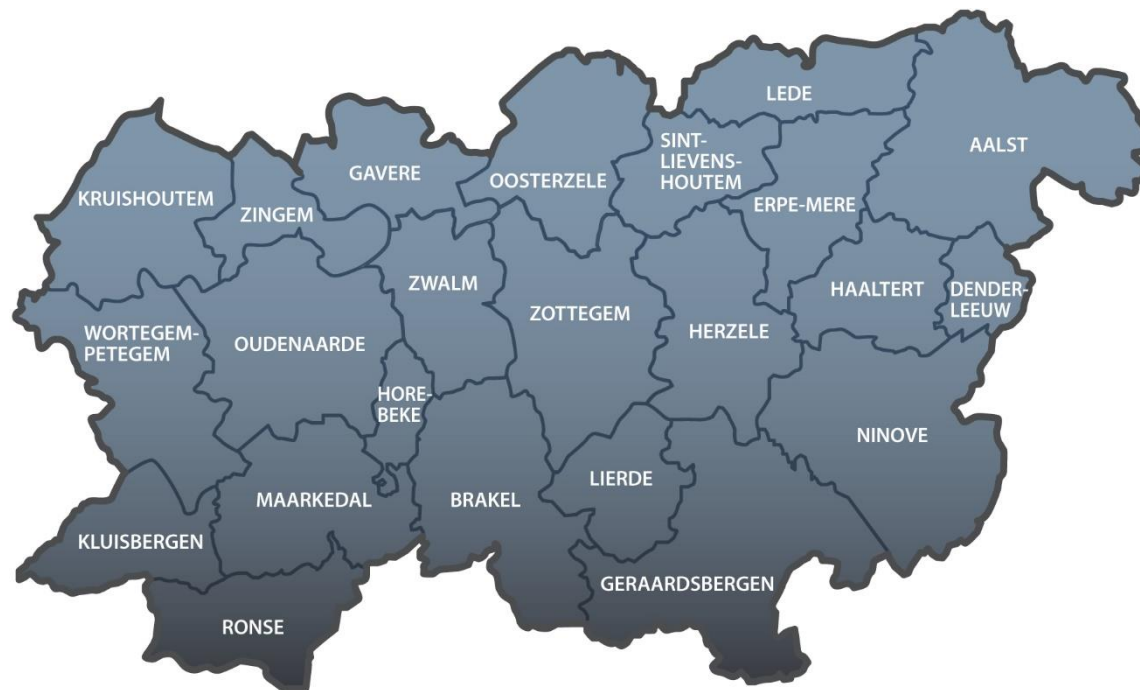 LEDE
AALST
SINT-
LIEVENS-
HOUTEM
GAVERE
OOSTERZELE
KRUISHOUTEM
ZINGEM
ERPE-MERE
ZWALM
HAALTERT
DENDER-
LEEUW
ZOTTEGEM
WORTEGEM-
PETEGEM
OUDENAARDE
HERZELE
HORE-
BEKE
NINOVE
LIERDE
MAARKEDAL
BRAKEL
KLUISBERGEN
GERAARDSBERGEN
RONSE